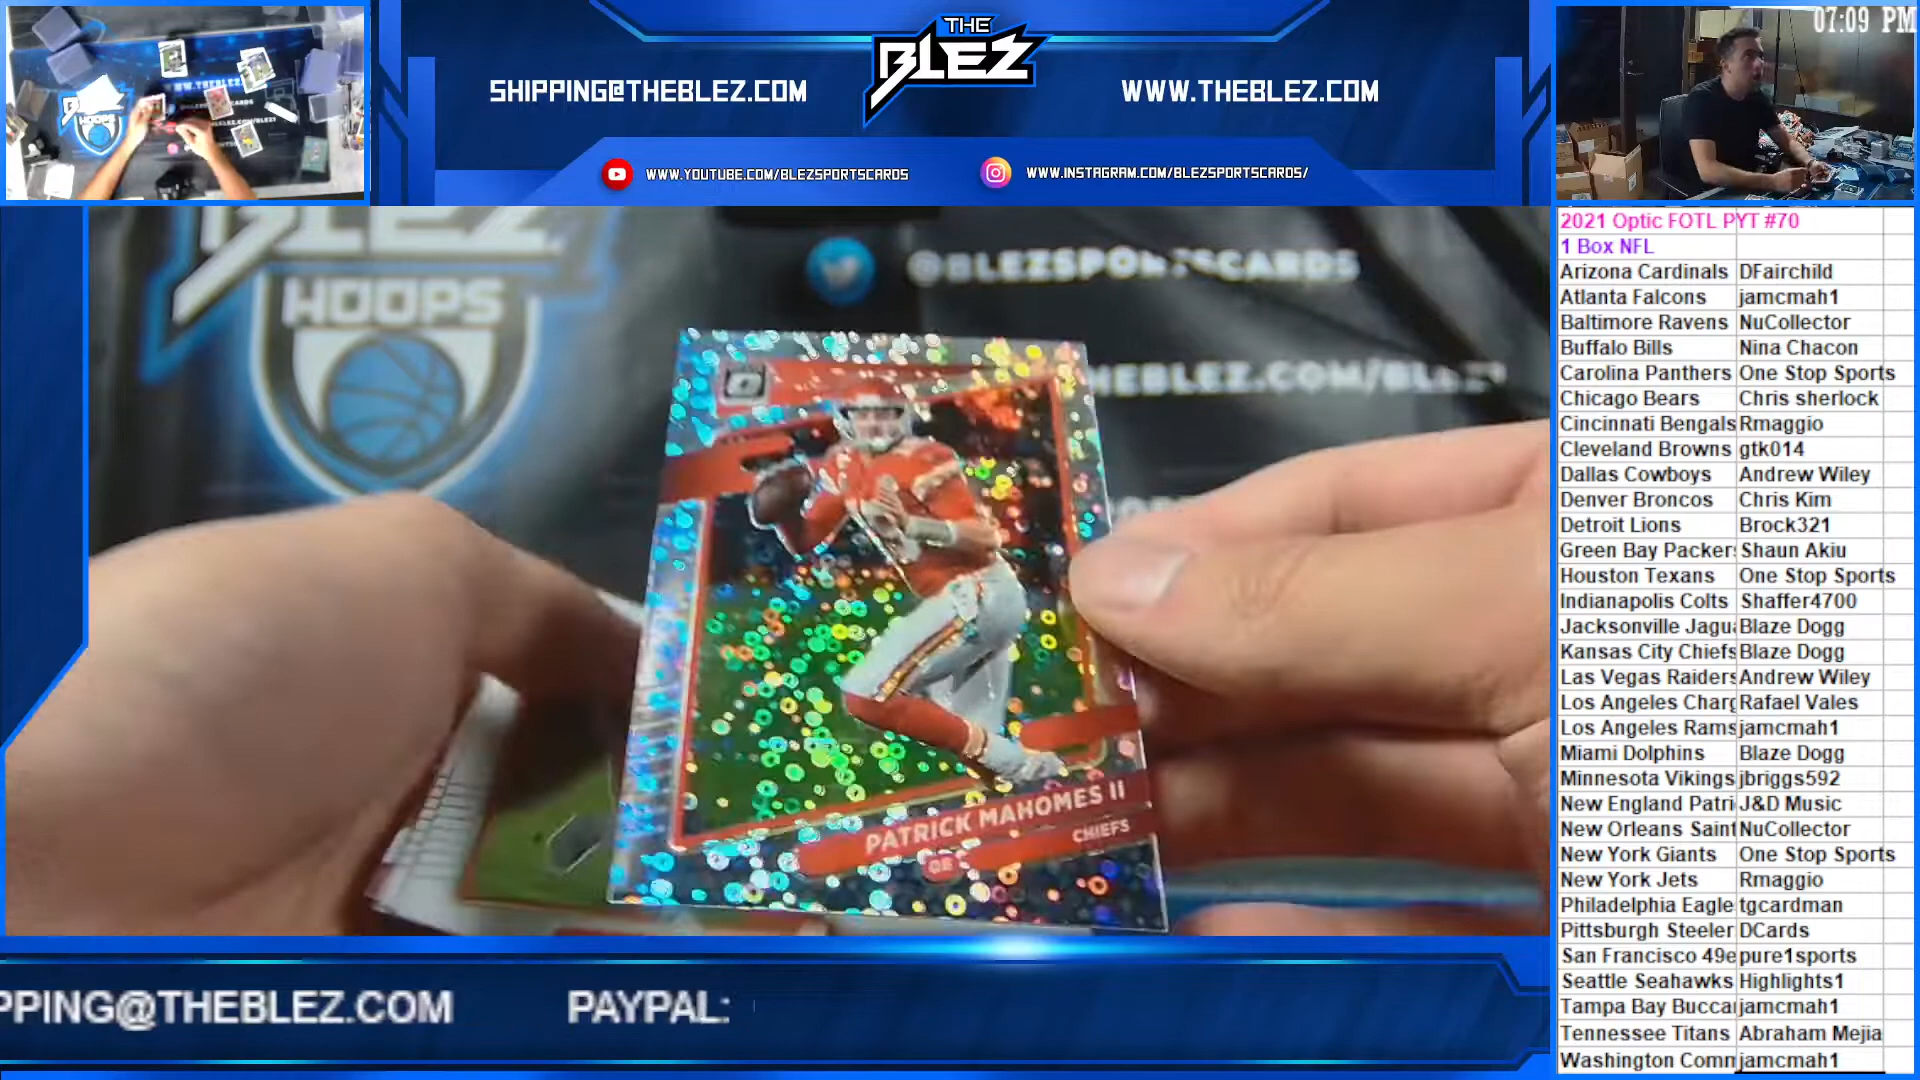 THE
BLEZ
SHIPPING@THEBLEZ.COM
WWW.THEBLEZ.COM
WWW.YOUTUBE.COM/BLEZSPORTSCARDS
WWW.INSTAGRAM.COM/BLEZSPORTSCARDS/
07:09 PM
BLEZ
HOOPS
@BLEZSPORTSCARDS
PATRICK MAHOMES II
CHIEFS
QB
PPING@THEBLEZ.COM PAYPAL:
2021 Optic FOTL PYT #70
1 Box NFL
Arizona Cardinals DFairchild
Atlanta Falcons jamcmah1
Baltimore Ravens NuCollector
Buffalo Bills Nina Chacon
Carolina Panthers One Stop Sports
Chicago Bears Chris sherlock
Cincinnati Bengals Rmaggio
Cleveland Browns gtk014
Dallas Cowboys Andrew Wiley
Denver Broncos Chris Kim
Detroit Lions Brock321
Green Bay Packer Shaun Akiu
Houston Texans One Stop Sports
Indianapolis Colts Shaffer4700
Jacksonville Jagu Blaze Dogg
Kansas City Chiefs Blaze Dogg
Las Vegas Raiders Andrew Wiley
Los Angeles Charg Rafael Vales
Los Angeles Rams jamcmah1
Miami Dolphins Blaze Dogg
Minnesota Vikings jbriggs592
New England Patri J&D Music
New Orleans Saint NuCollector
New York Giants One Stop Sports
New York Jets Rmaggio
Philadelphia Eagle tgcardman
Pittsburgh Steeler DCards
San Francisco 49e pure1sports
Seattle Seahawks Highlights1
Tampa Bay Bucca jamcmah1
Tennessee Titans Abraham Mejia
Washington Comm jamcmah1